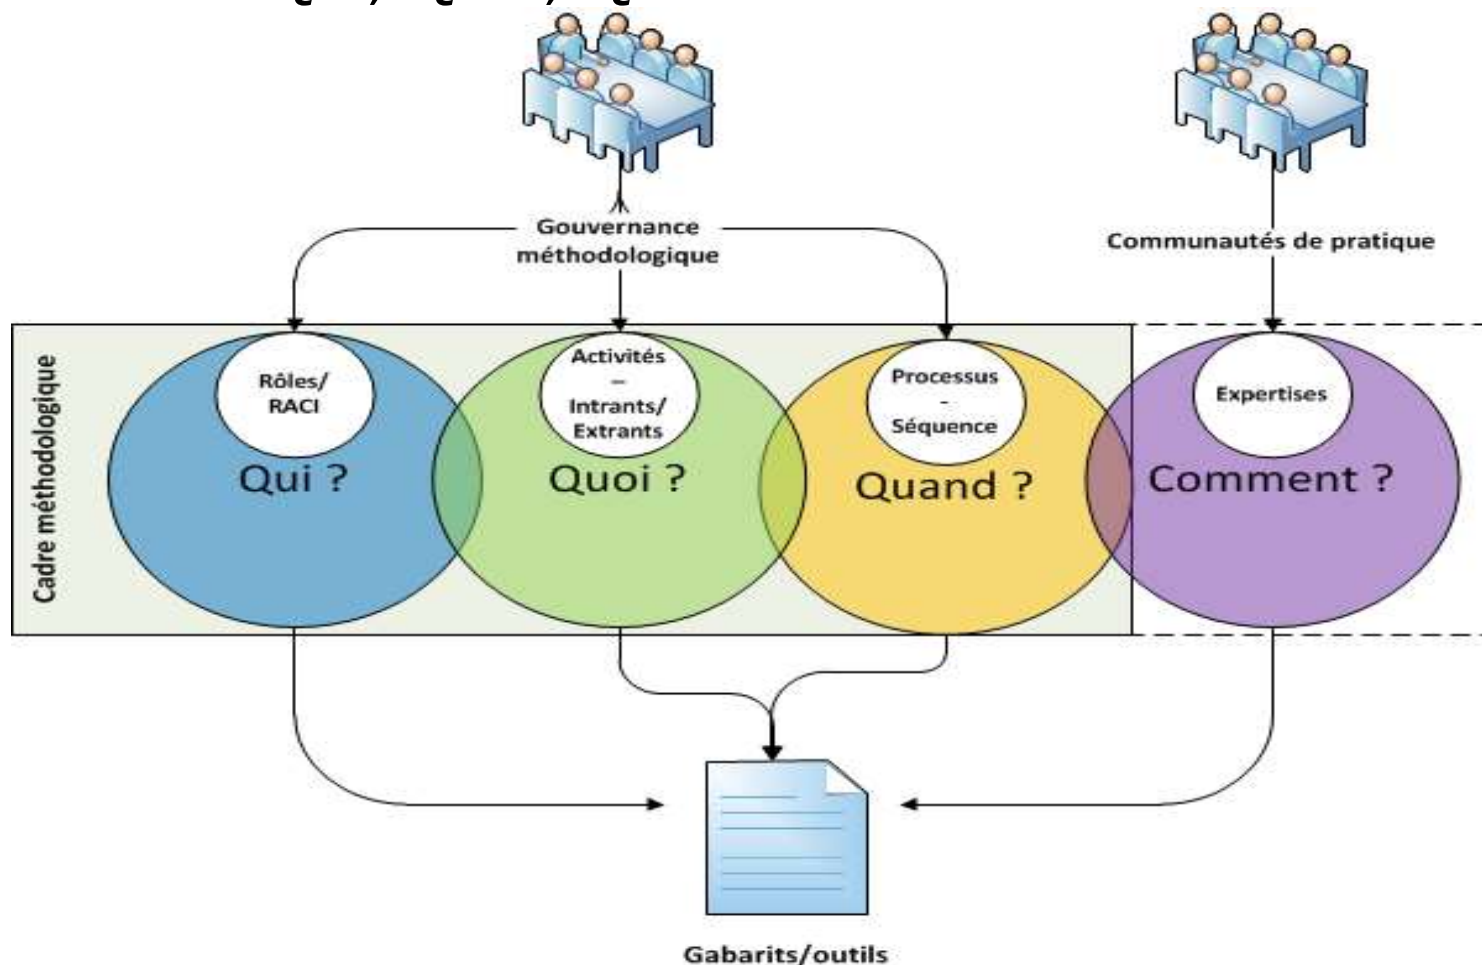 Gouvernance
méthodologique
Communautés de pratique
Cadre méthodologique
Rôles/
RACI
Qui ?
Activités
–
Intrants/
Extrants
Quoi ?
Processus
-
Séquence
Quand ?
Expertises
Comment ?
Gabarits/outils